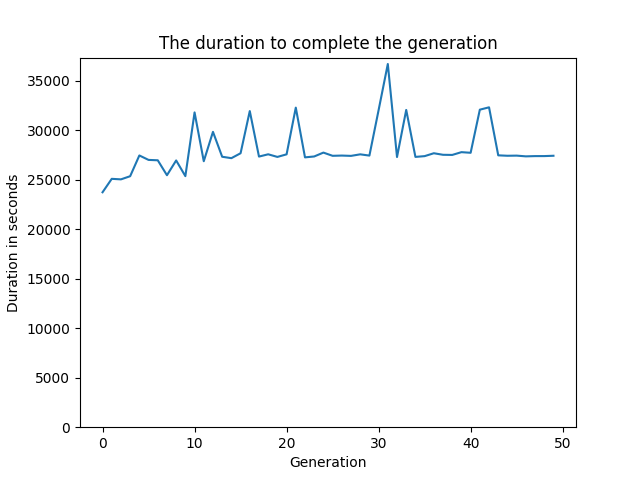 The duration to complete the generation
Duration in seconds
35000
30000
25000
20000
15000
10000
5000
0
0 10 20 30 40 50
Generation